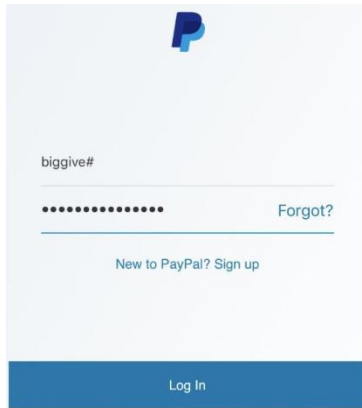 biggive#
•••••••••••••••
Forgot?
New to PayPal? Sign up
Log In